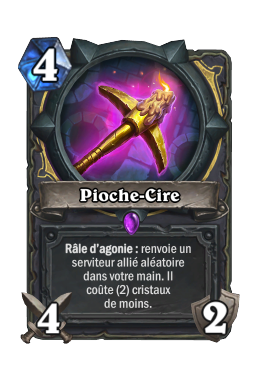 4
Pioche-Cire
Râle d'agonie : renvoie un
serviteur allié aléatoire
dans votre main. Il
coûte (2) cristaux
de moins.
4
2